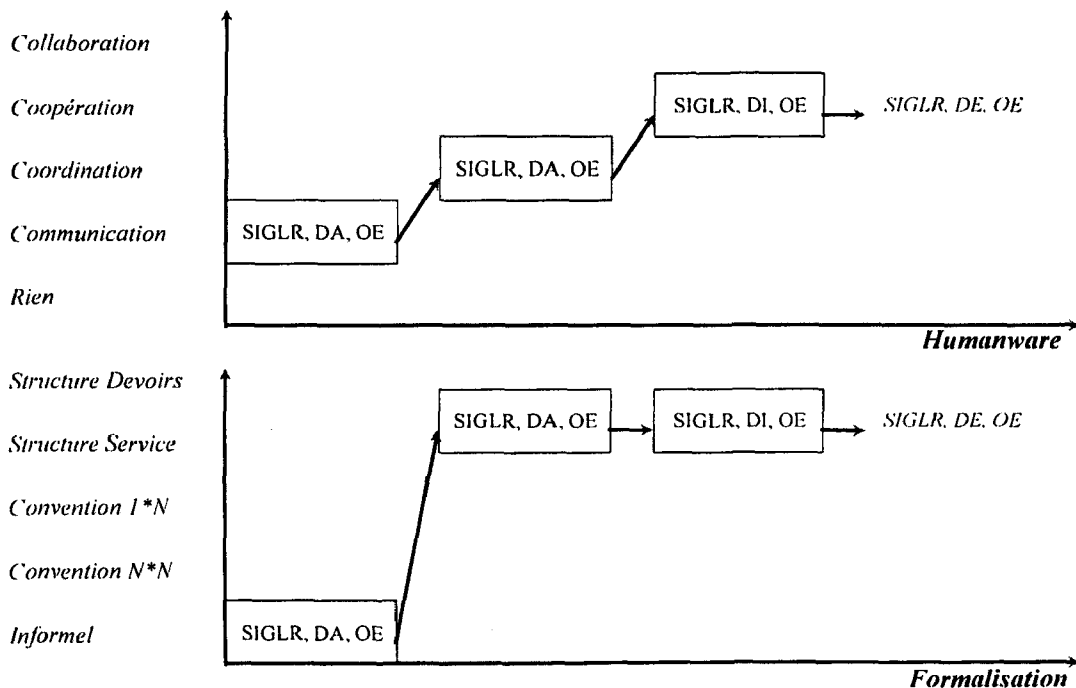 Collaboration
Coopération
SIGLR, DI, OE
SIGLR, DE, OE
Coordination
SIGLR, DA, OE
Communication
SIGLR, DA, OE
Rien
Humanware
Structure Devoirs
SIGLR, DA, OE
SIGLR, DI, OE
SIGLR, DE, OE
Structure Service
Convention 1*N
Convention N*N
Informel
SIGLR, DA, OE
Formalisation